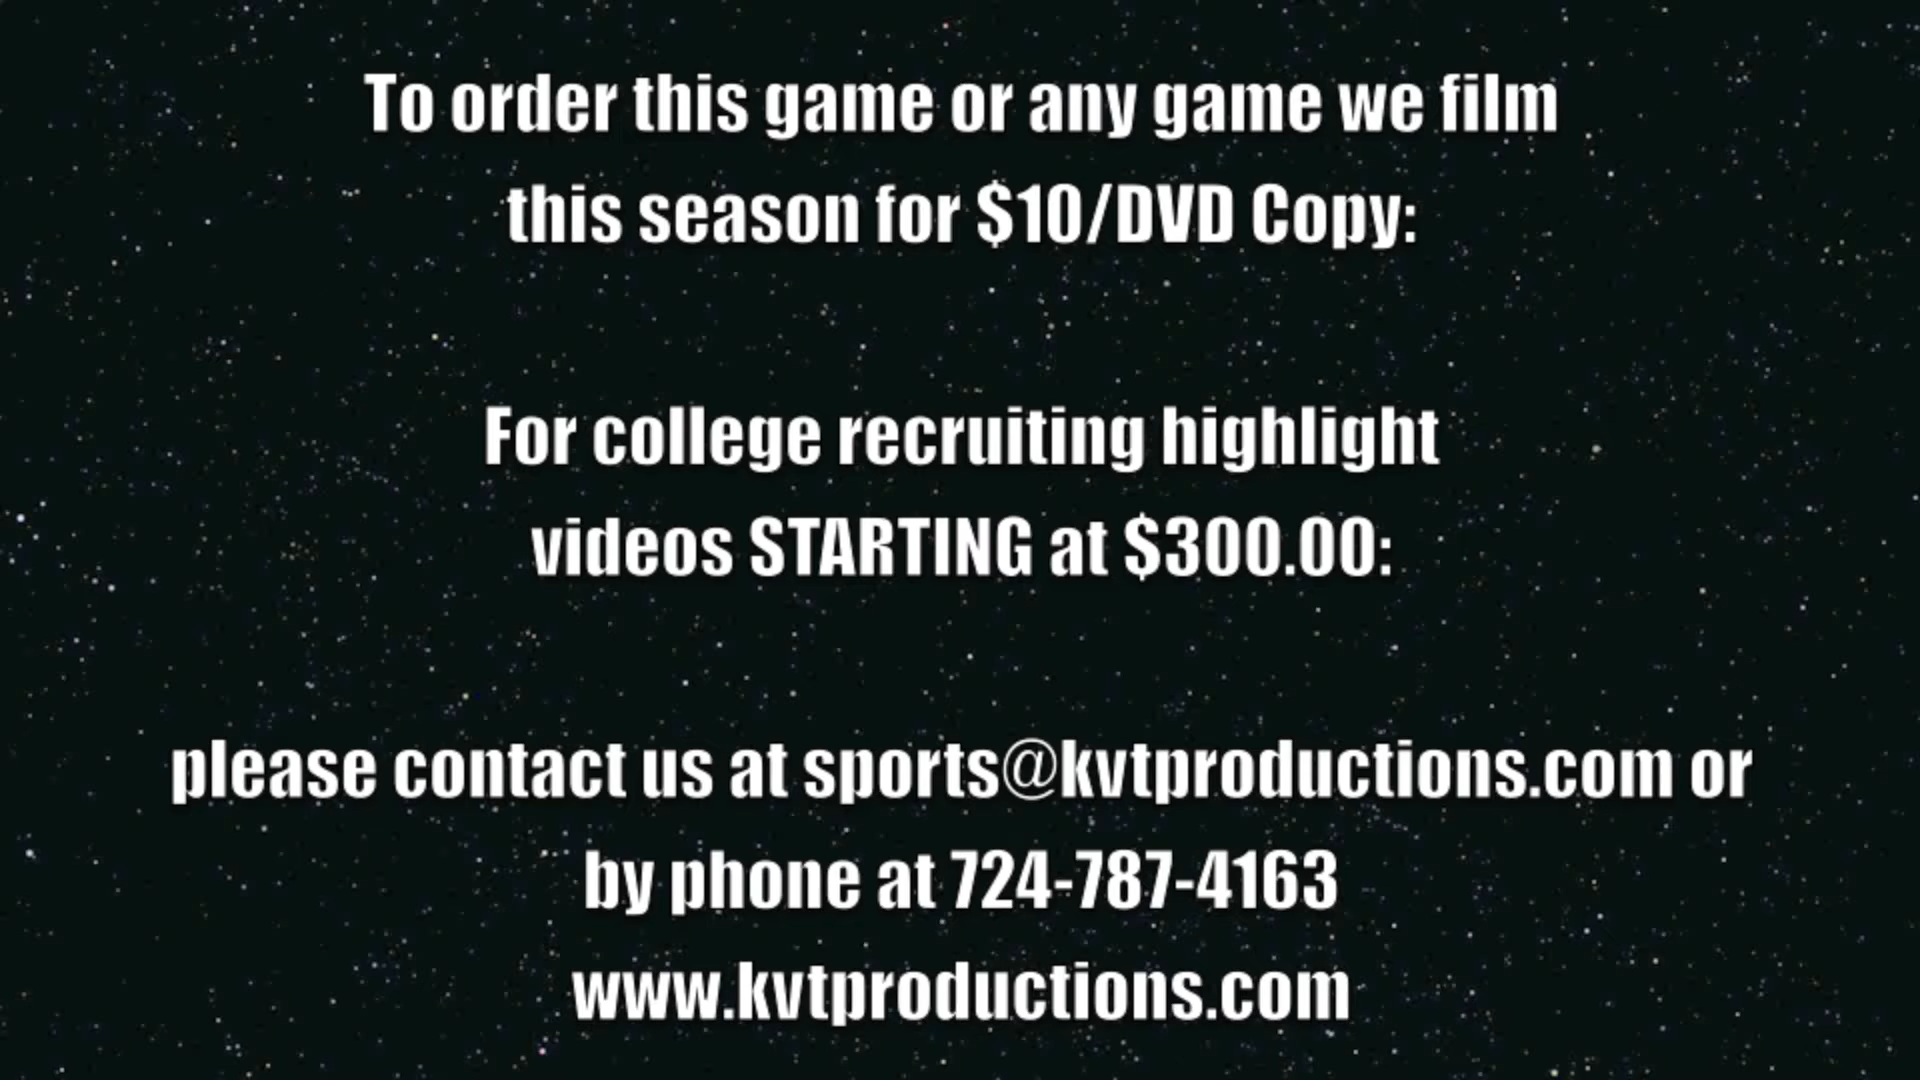 To order this game or any game we film
this season for $10/DVD Copy:
For college recruiting highlight
videos STARTING at $300.00:
please contact us at sports@kvtproductions.com or
by phone at 724-787-4163
www.kvtproductions.com